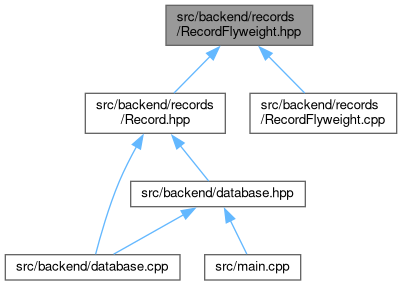 src/backend/records
/RecordFlyweight.hpp
src/backend/records
/Record.hpp
src/backend/records
/RecordFlyweight.cpp
src/backend/database.hpp
src/backend/database.cpp
src/main.cpp